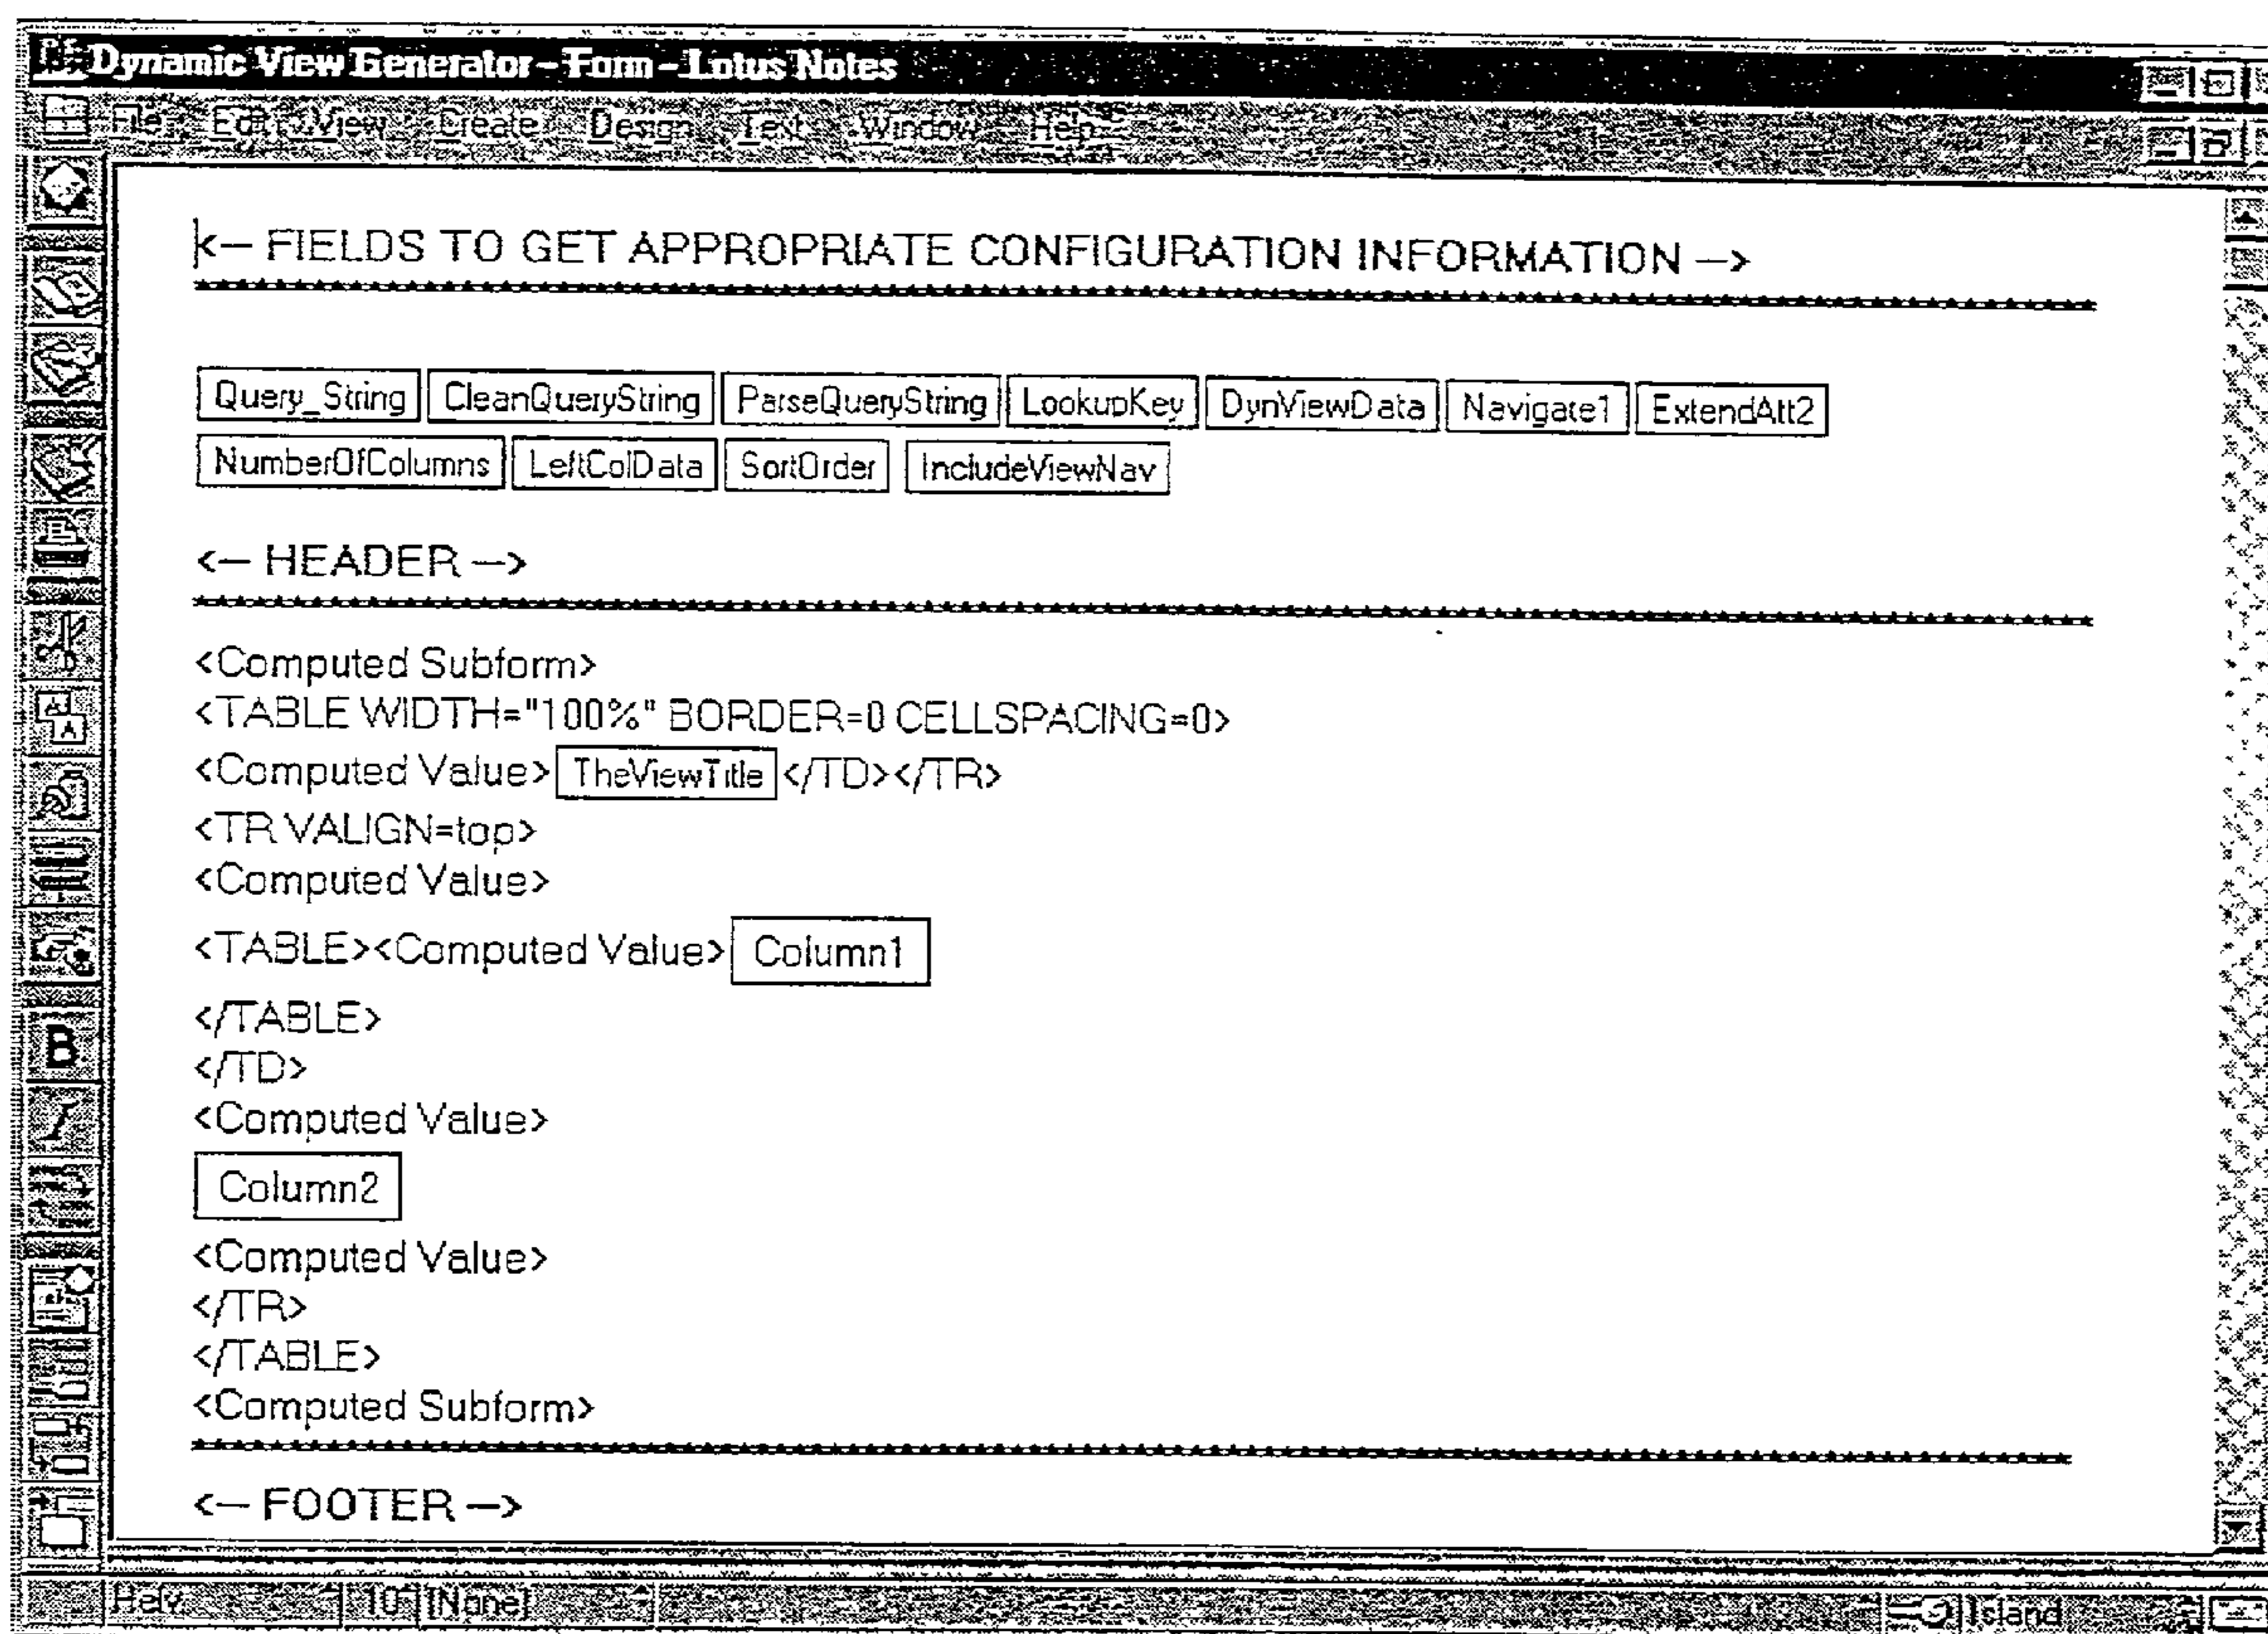 Dynamic View Generator - Form - Lotus Notes
File Edit View Create Design Text Window Help
<-- FIELDS TO GET APPROPRIATE CONFIGURATION INFORMATION -->
Query_String CleanQueryString ParseQueryString LookupKey DynViewData Navigate1 ExtendAtt2
NumberOfColumns LeftColData SortOrder IncludeViewNav
<-- HEADER -->
<Computed Subform>
<TABLE WIDTH="100%" BORDER=0 CELLSPACING=0>
<Computed Value> TheViewTitle </TD></TR>
<TR VALIGN=top>
<Computed Value>
<TABLE><Computed Value> Column1
</TABLE>
</TD>
<Computed Value>
Column2
<Computed Value>
</TR>
</TABLE>
<Computed Subform>
<-- FOOTER -->
B
I
Helv 10 [None] Island